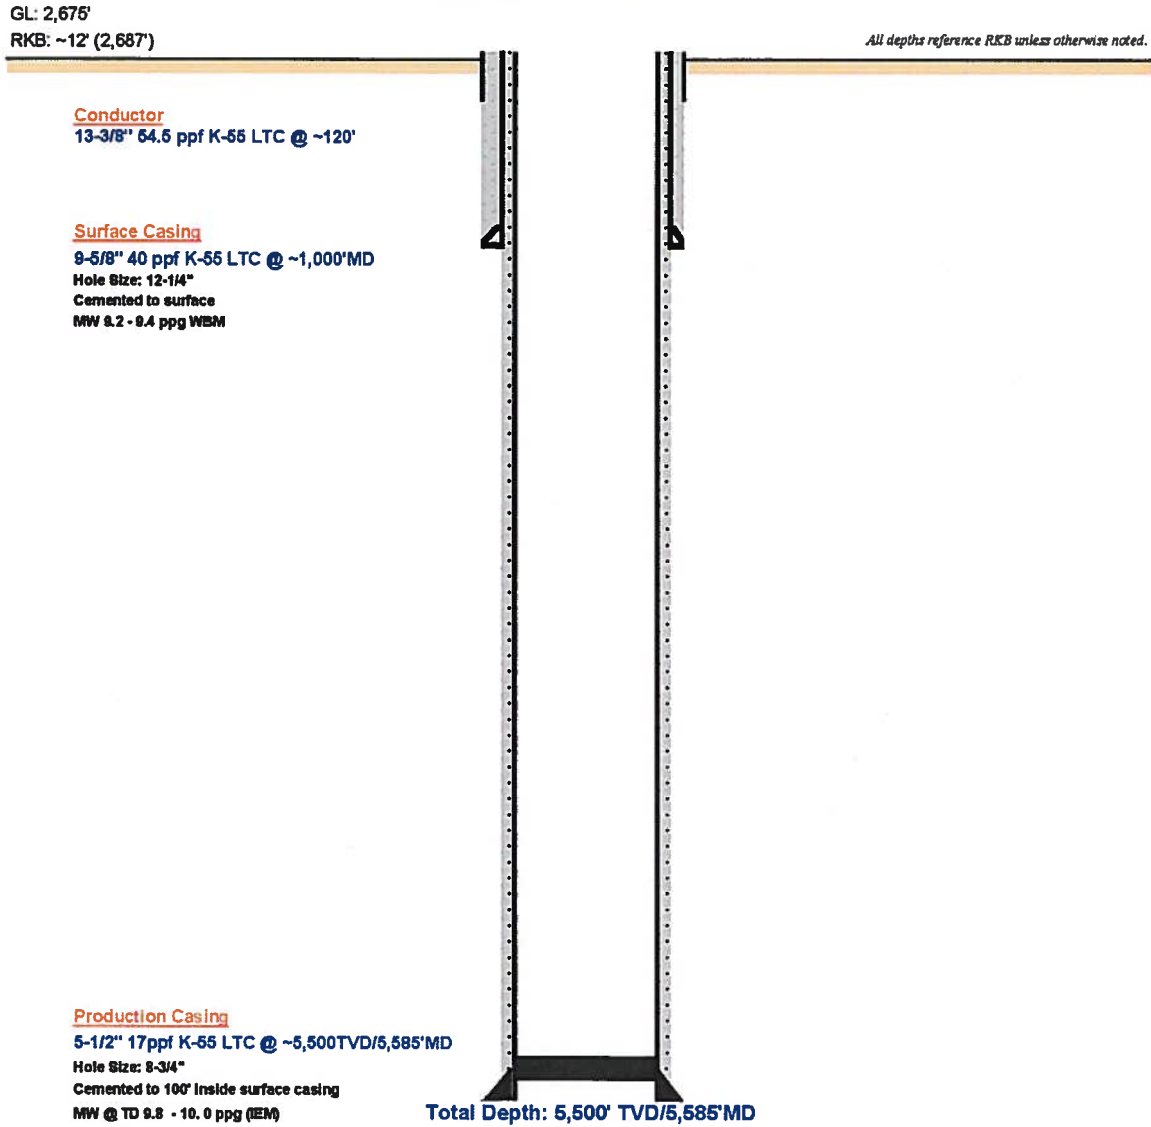 GL: 2,675'
RKB: ~12' (2,687')
All depths reference RKB unless otherwise noted.
Conductor
13-3/8" 54.5 ppf K-55 LTC @ ~120'
Surface Casing
9-5/8" 40 ppf K-55 LTC @ ~1,000'MD
Hole Size: 12-1/4"
Cemented to surface
MW 9.2 - 9.4 ppg WBM
Production Casing
5-1/2" 17ppf K-55 LTC @ ~5,500TVD/5,585'MD
Hole Size: 8-3/4"
Cemented to 100' inside surface casing
MW @ TD 9.8 - 10. 0 ppg (IEM)
Total Depth: 5,500' TVD/5,585'MD